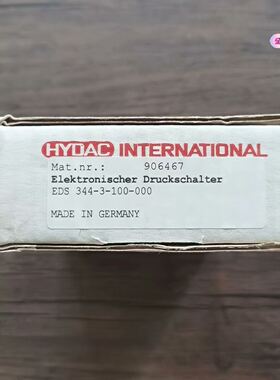 HYDAC INTERNATIONAL
Mat.nr.: 906467
Elektronischer Druckschalter
EDS 344-3-100-000
MADE IN GERMANY